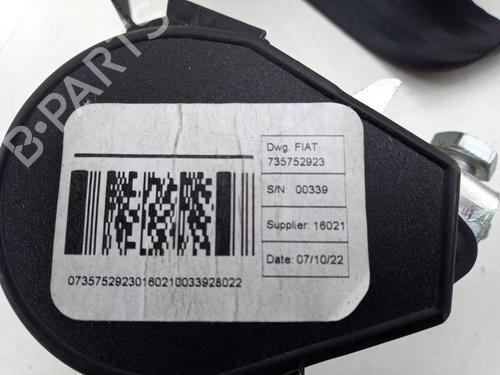 B-PARTS
Dwg. FIAT
735752923
S/N: 00339
Supplier: 16021
Date: 07/10/22
07357529230160210033928022